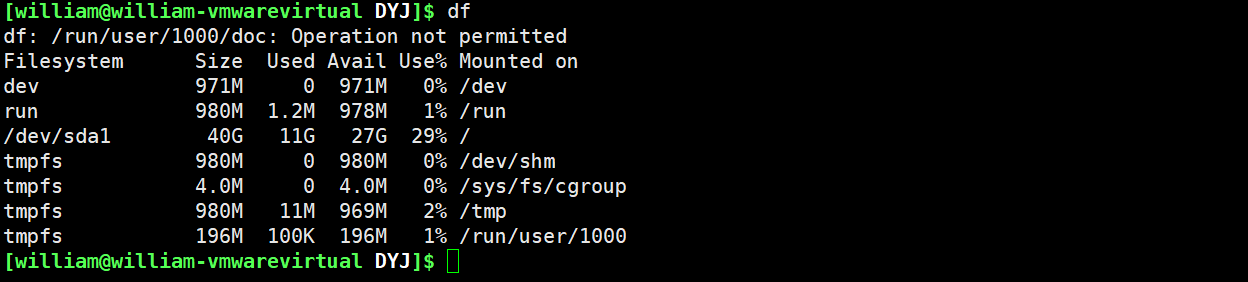 [william@william-vmwarevirtual DYJ]$ df
df: /run/user/1000/doc: Operation not permitted
Filesystem      Size  Used Avail Use% Mounted on
dev             971M     0  971M   0% /dev
run             980M  1.2M  978M   1% /run
/dev/sda1        40G   11G   27G  29% /
tmpfs           980M     0  980M   0% /dev/shm
tmpfs           4.0M     0  4.0M   0% /sys/fs/cgroup
tmpfs           980M   11M  969M   2% /tmp
tmpfs           196M  100K  196M   1% /run/user/1000
[william@william-vmwarevirtual DYJ]$